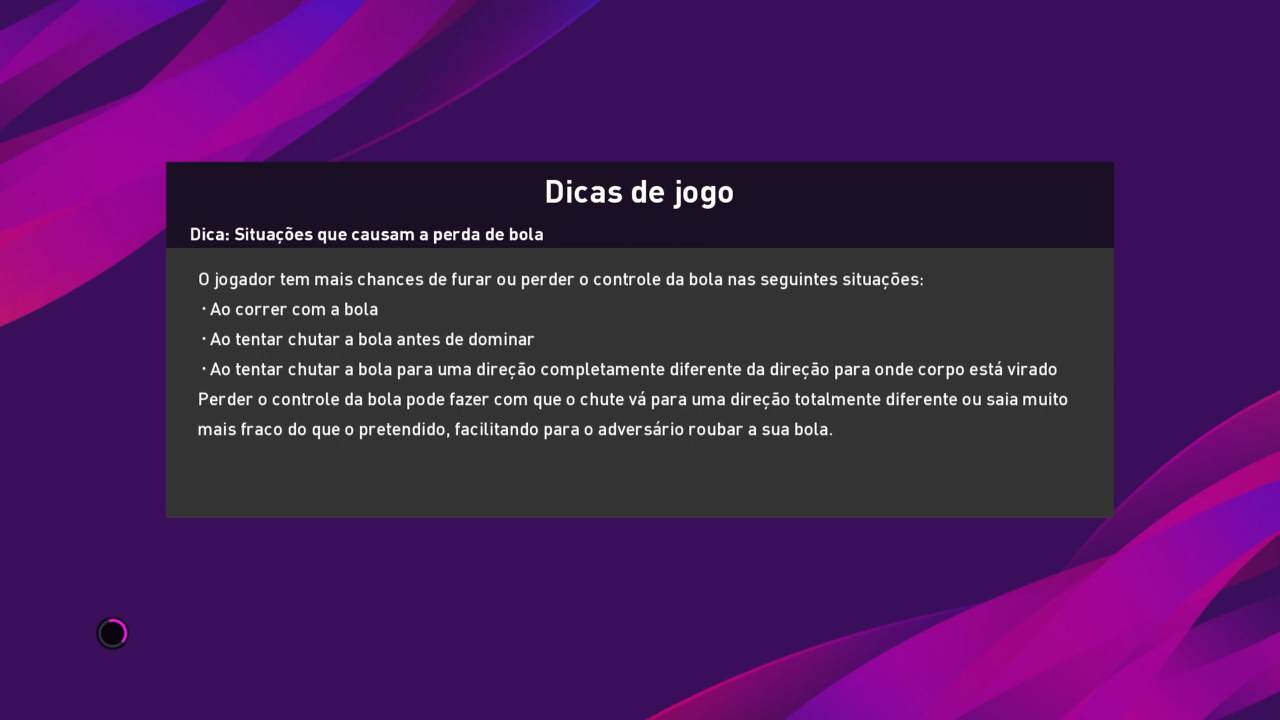 Dicas de jogo
Dica: Situações que causam a perda de bola
O jogador tem mais chances de furar ou perder o controle da bola nas seguintes situações:
・Ao correr com a bola
・Ao tentar chutar a bola antes de dominar
・Ao tentar chutar a bola para uma direção completamente diferente da direção para onde corpo está virado
Perder o controle da bola pode fazer com que o chute vá para uma direção totalmente diferente ou saia muito
mais fraco do que o pretendido, facilitando para o adversário roubar a sua bola.